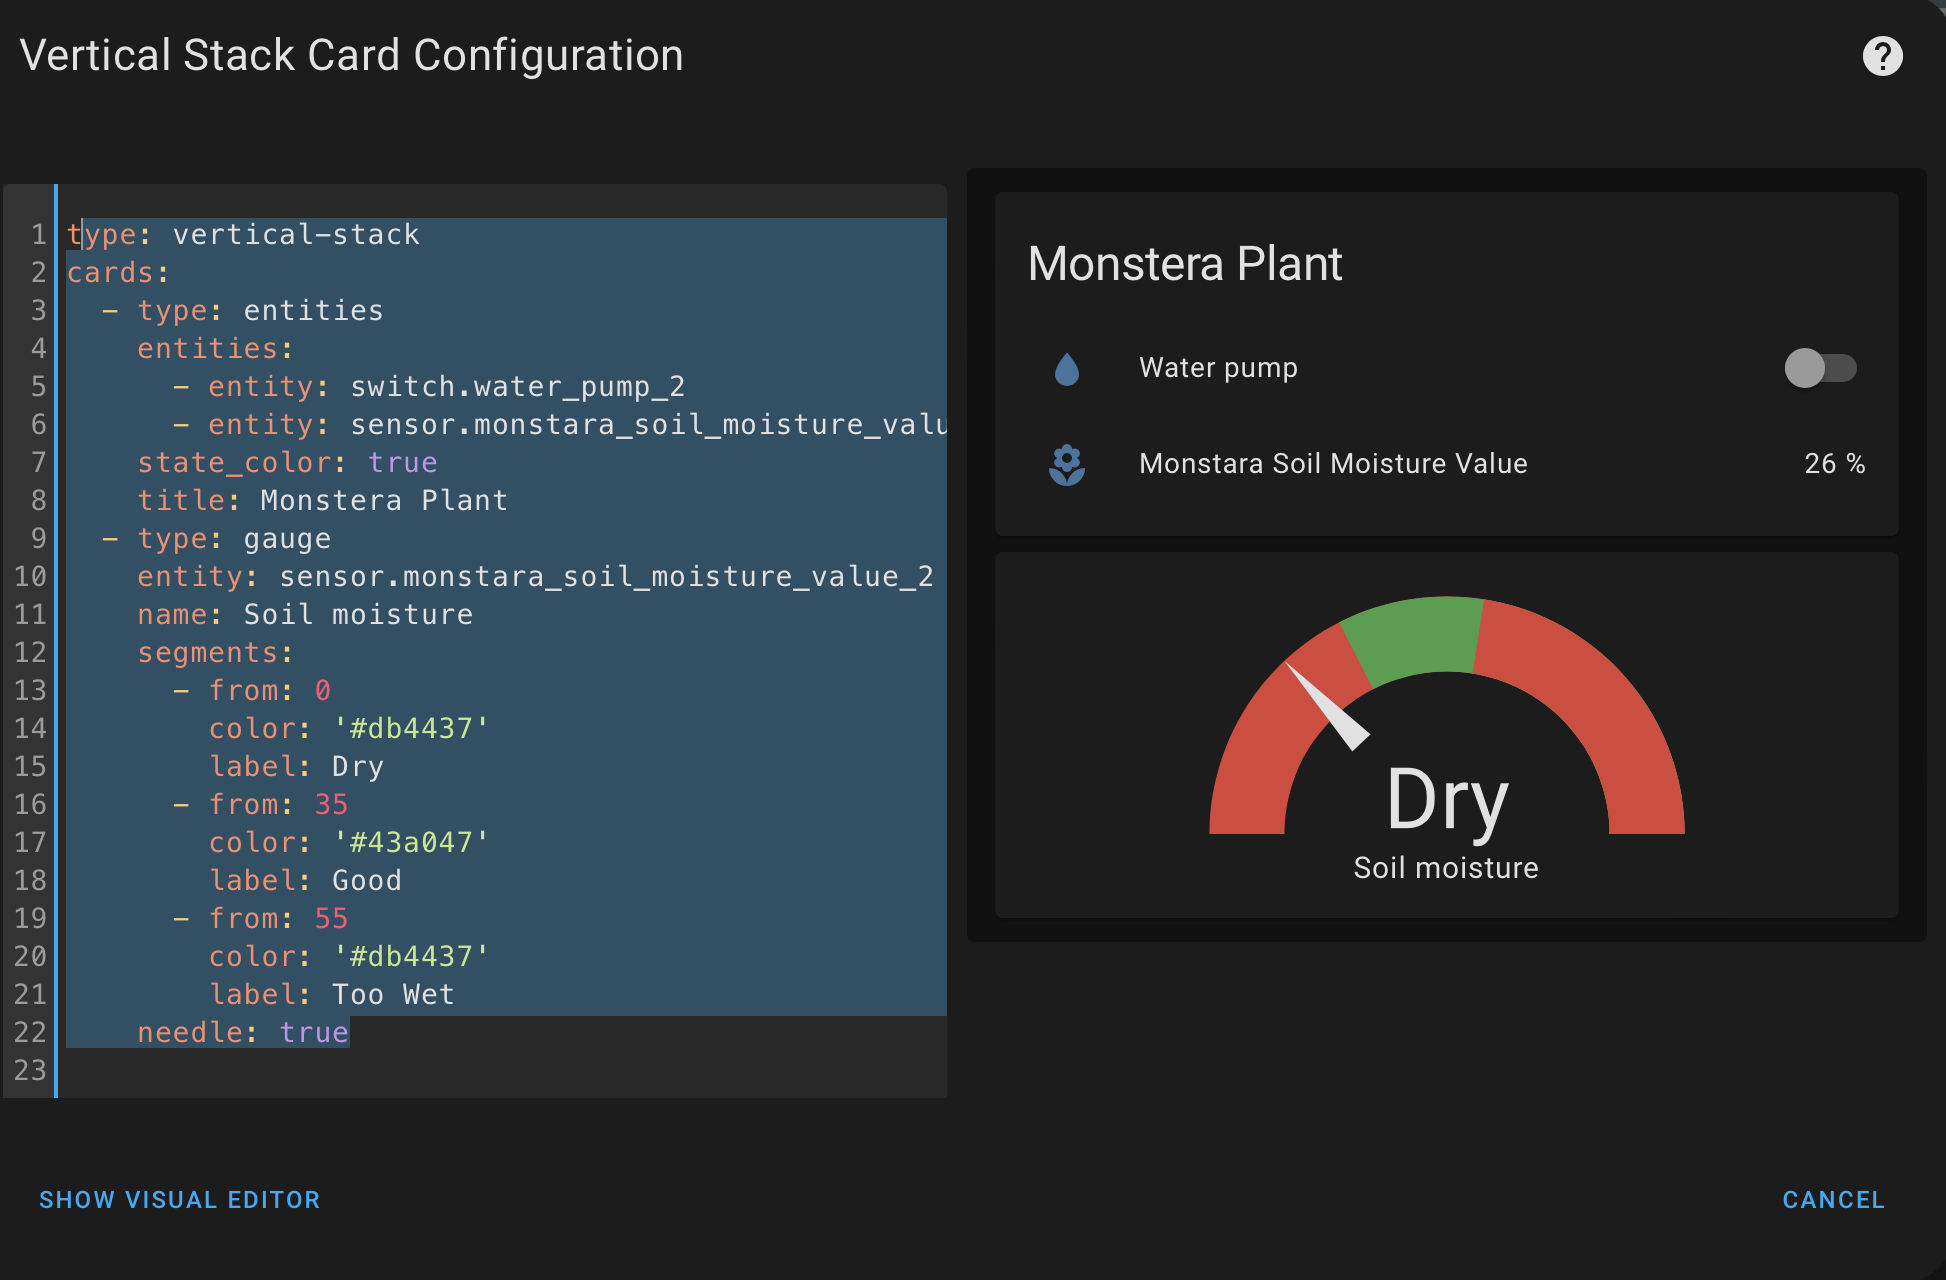 Vertical Stack Card Configuration
?
1 type: vertical-stack
2 cards:
3   - type: entities
4     entities:
5       - entity: switch.water_pump_2
6       - entity: sensor.monstara_soil_moisture_valu
7     state_color: true
8     title: Monstera Plant
9   - type: gauge
10     entity: sensor.monstara_soil_moisture_value_2
11     name: Soil moisture
12     segments:
13       - from: 0
14         color: '#db4437'
15         label: Dry
16       - from: 35
17         color: '#43a047'
18         label: Good
19       - from: 55
20         color: '#db4437'
21         label: Too Wet
22     needle: true
23
Monstera Plant
Water pump
Monstara Soil Moisture Value 26 %
Dry
Soil moisture
SHOW VISUAL EDITOR
CANCEL